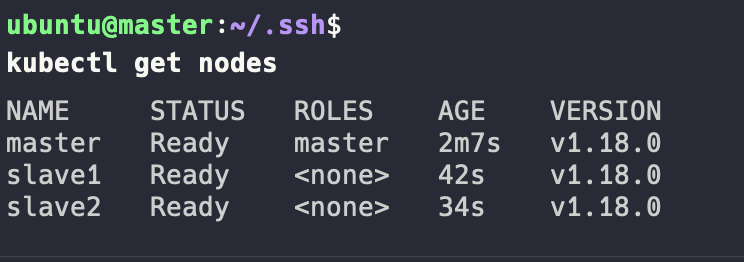 ubuntu@master:~/.ssh$
kubectl get nodes
NAME STATUS ROLES AGE VERSION
master Ready master 2m7s v1.18.0
slave1 Ready <none> 42s v1.18.0
slave2 Ready <none> 34s v1.18.0